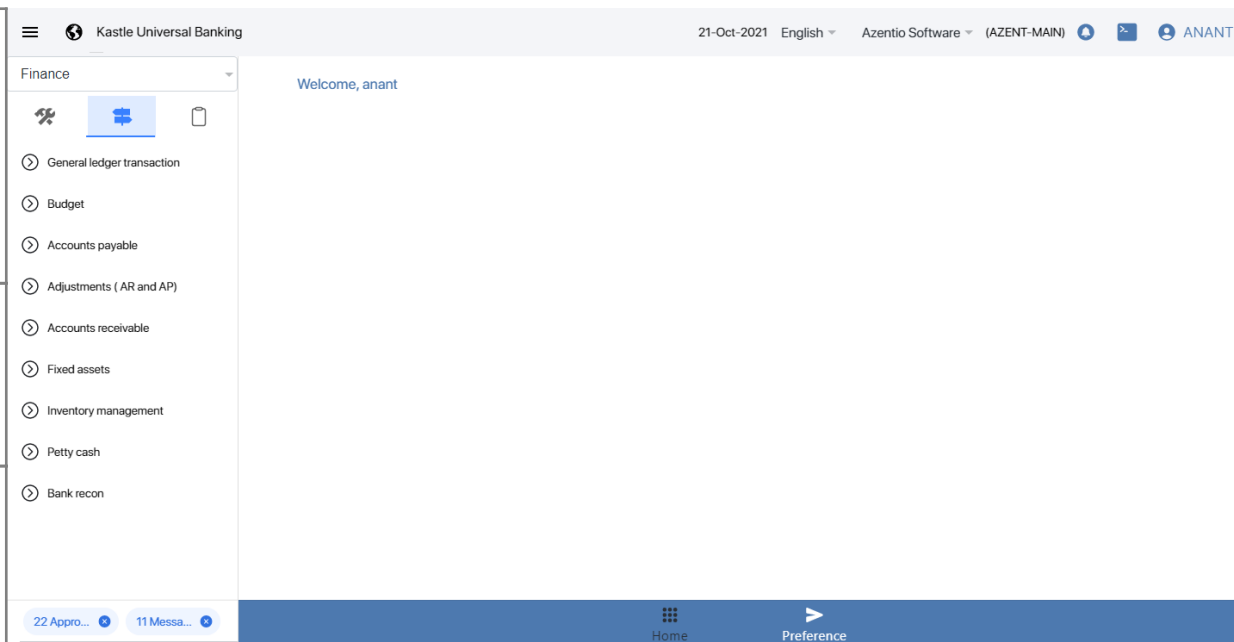 Kastle Universal Banking
21-Oct-2021 English Azentio Software (AZENT-MAIN) ANANT
Finance
Welcome, anant
General ledger transaction
Budget
Accounts payable
Adjustments ( AR and AP)
Accounts receivable
Fixed assets
Inventory management
Petty cash
Bank recon
22 Appro... 11 Messa...
Home Preference